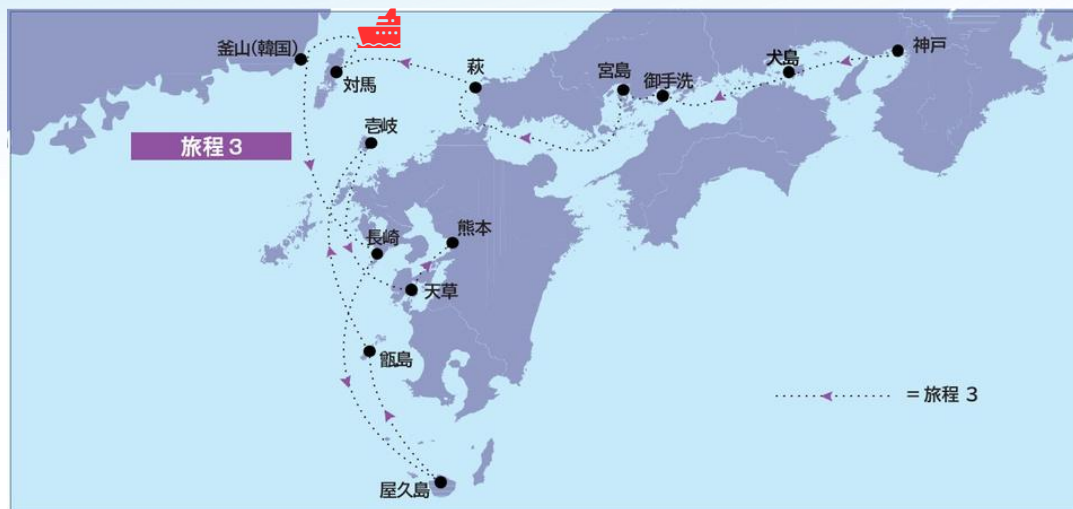 釜山(韓国)
対馬
萩
宮島
御手洗
犬島
神戸
壱岐
旅程 3
長崎
熊本
天草
甑島
= 旅程 3
屋久島